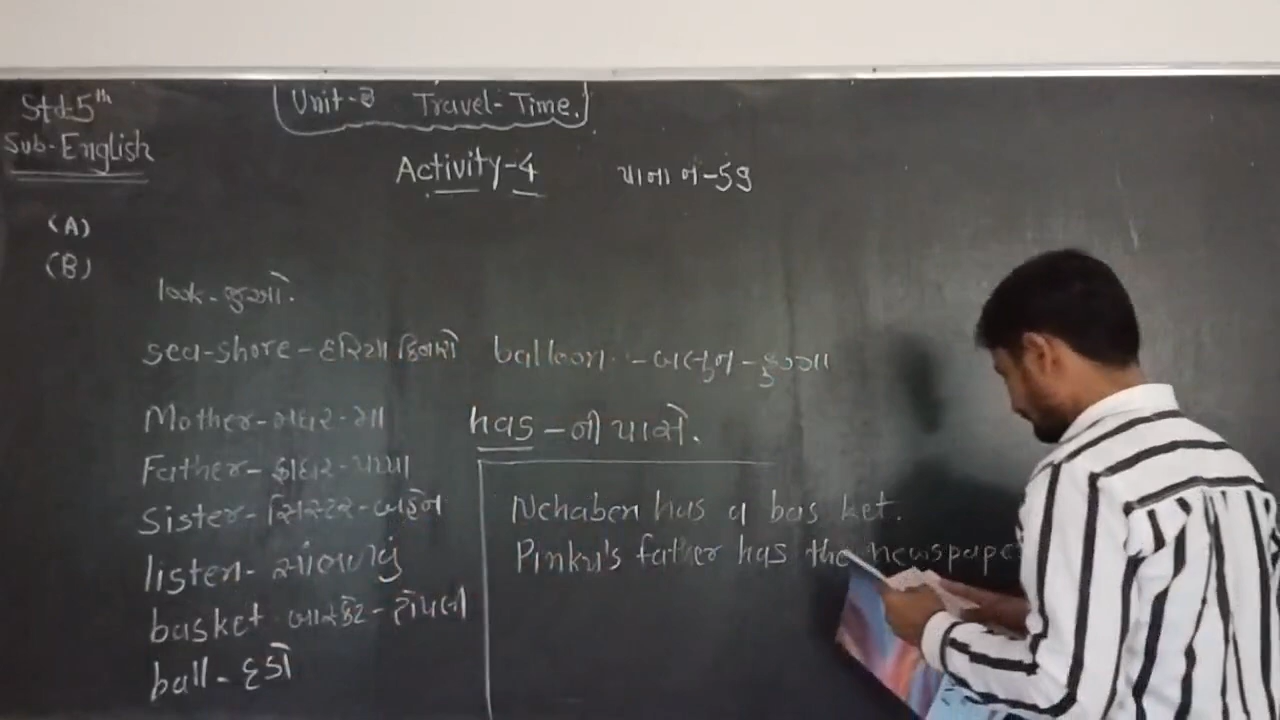 Std-5th
Sub-English
Unit-2 Travel-Time.
Activity-4
પાના નં-59
(A)
(B)
look-જુઓ.
sea-shore-દરિયા કિનારો
balloon-બલૂન-ફુગ્ગા
Mother-મધર-મા
Father-ફાધર-પપ્પા
Sister-સિસ્ટર-બહેન
listen-સાંભળવું
basket-બાસ્કેટ-ટોપલી
ball-દડો
has-ની પાસે.
Nehaben has a basket.
Pinku's father has the newspape